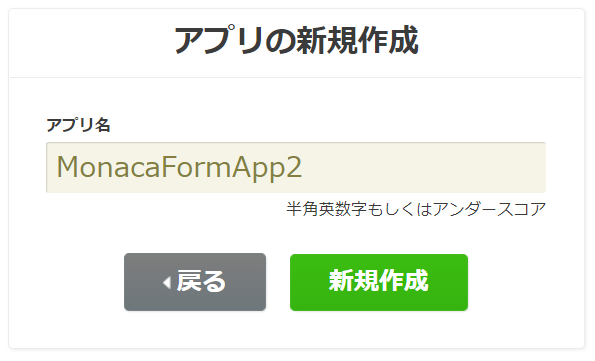 アプリの新規作成
アプリ名
MonacaFormApp2
半角英数字もしくはアンダースコア
戻る
新規作成